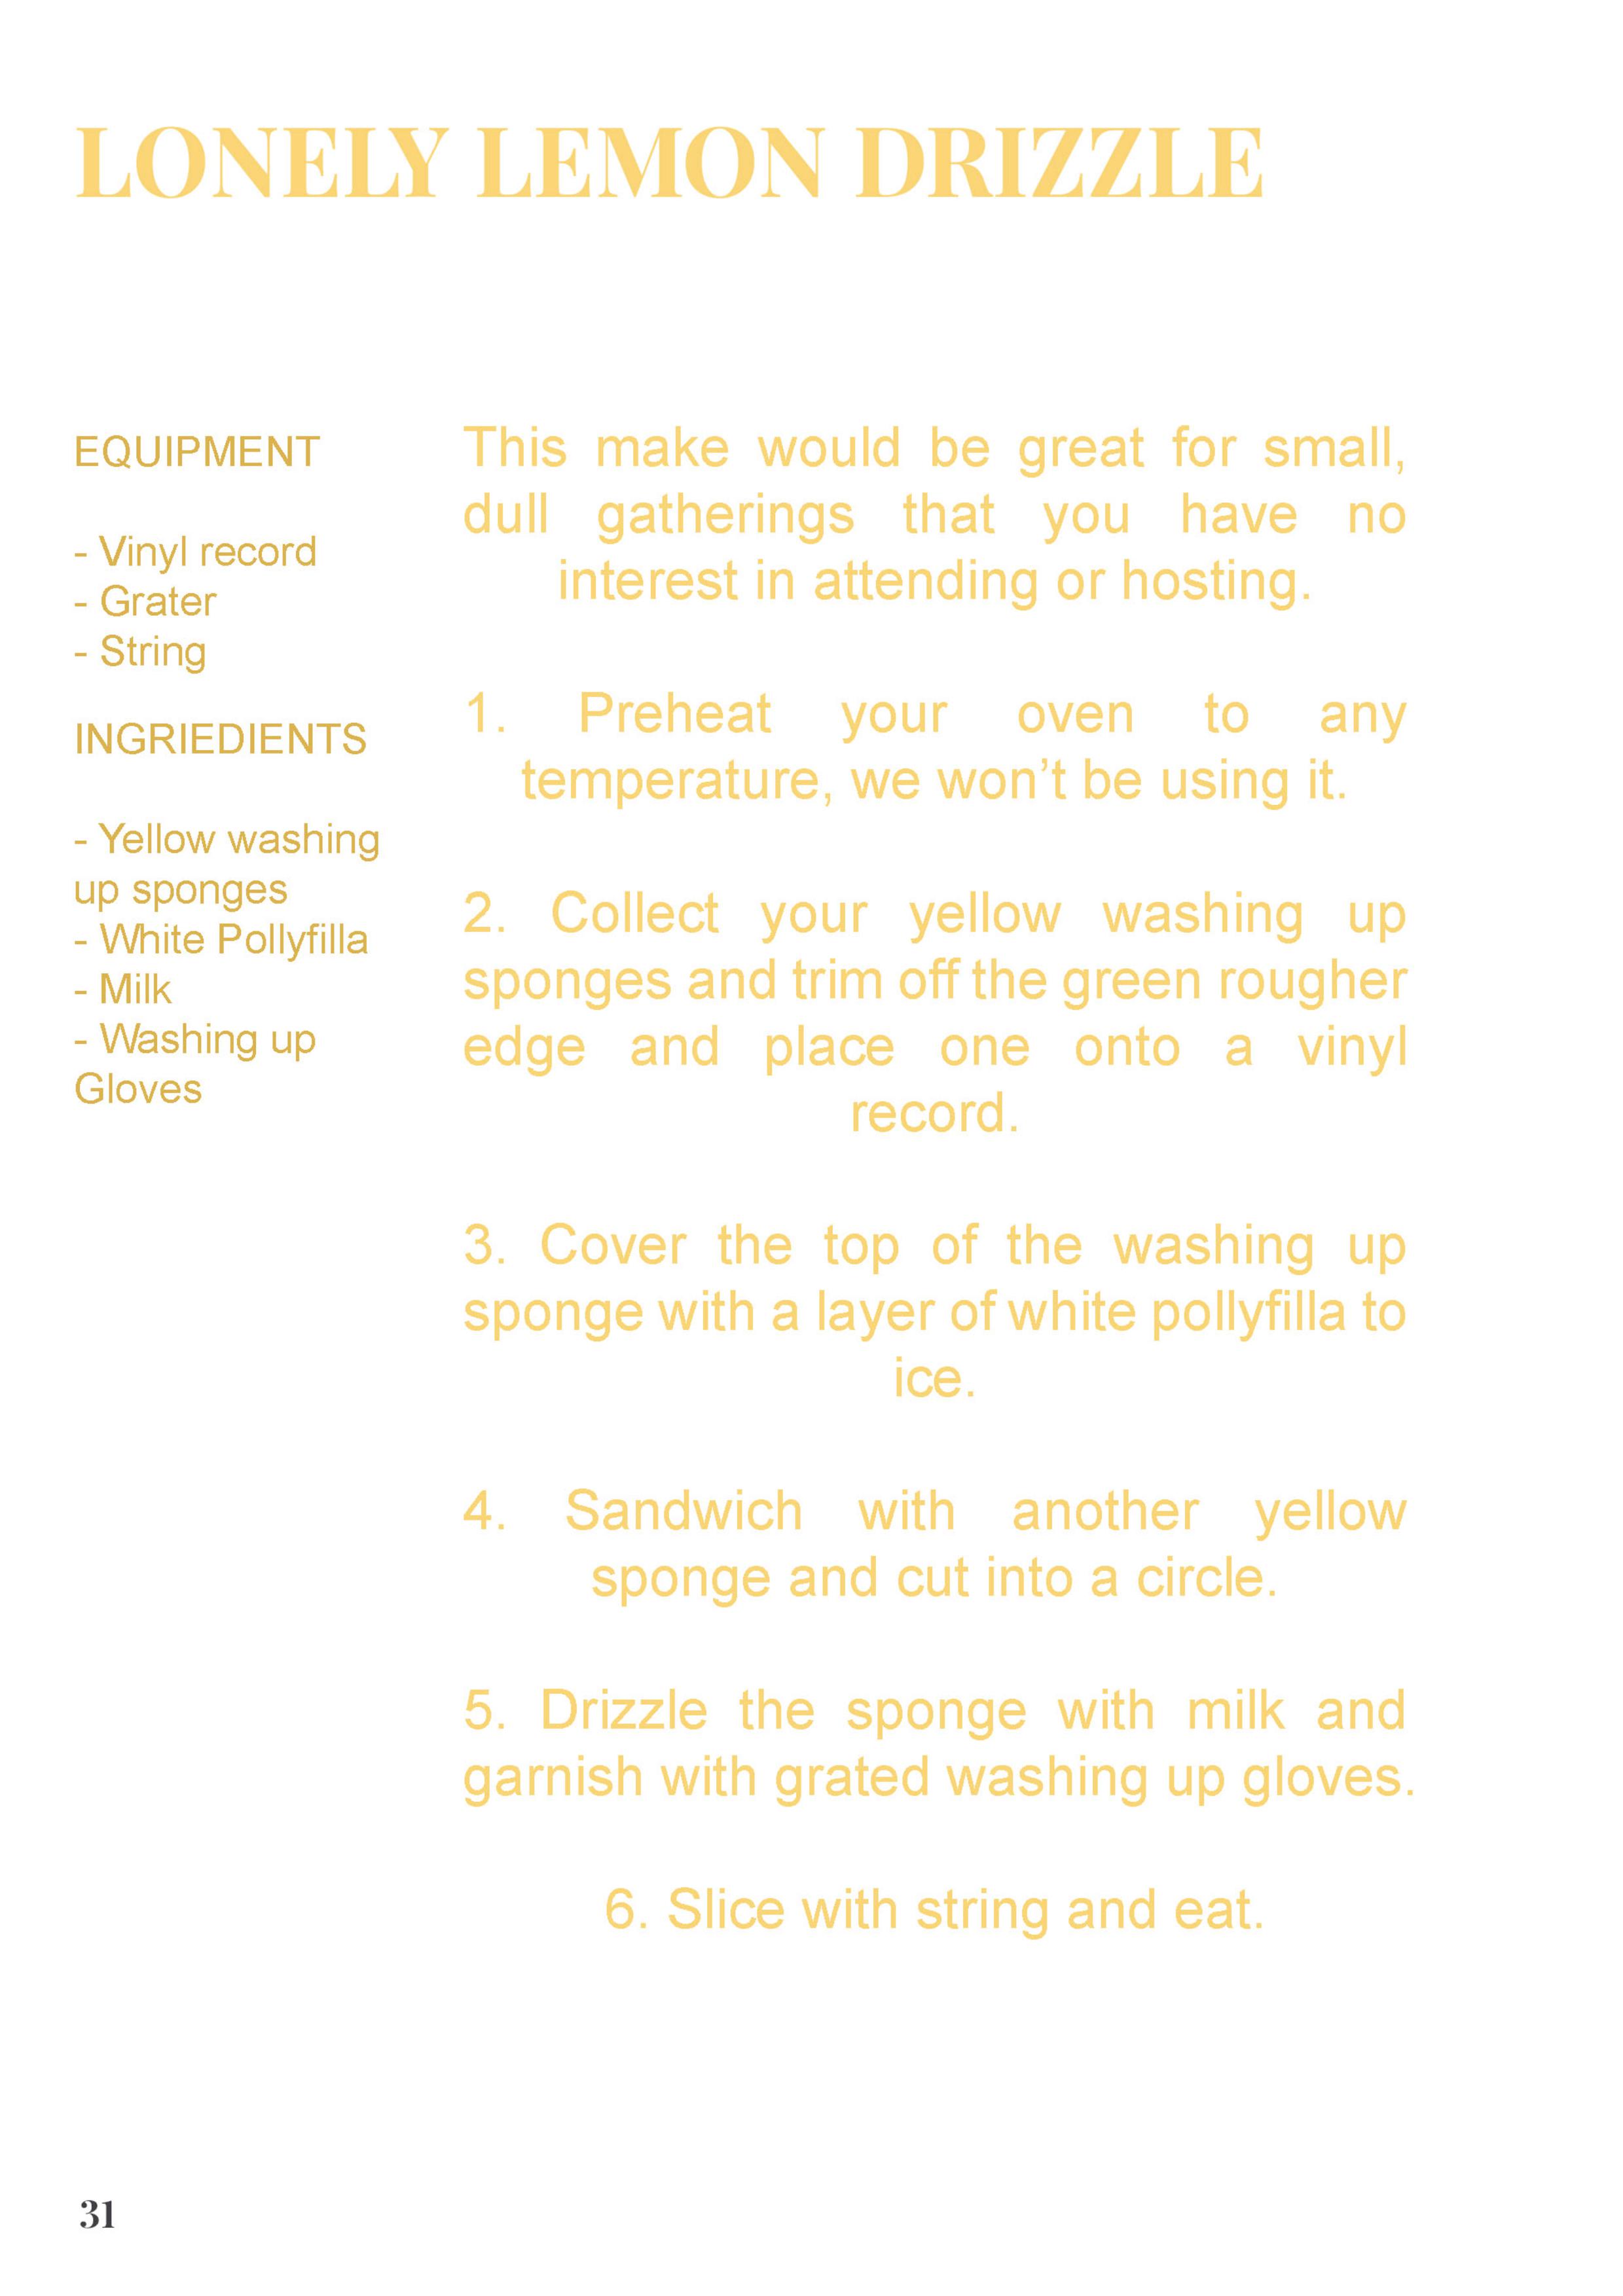 LONELY LEMON DRIZZLE
EQUIPMENT
- Vinyl record
- Grater
- String
INGRIEDIENTS
- Yellow washing
up sponges
- White Pollyfilla
- Milk
- Washing up
Gloves
This make would be great for small,
dull gatherings that you have no
interest in attending or hosting.
1. Preheat your oven to any
temperature, we won’t be using it.
2. Collect your yellow washing up
sponges and trim off the green rougher
edge and place one onto a vinyl
record.
3. Cover the top of the washing up
sponge with a layer of white pollyfilla to
ice.
4. Sandwich with another yellow
sponge and cut into a circle.
5. Drizzle the sponge with milk and
garnish with grated washing up gloves.
6. Slice with string and eat.
31